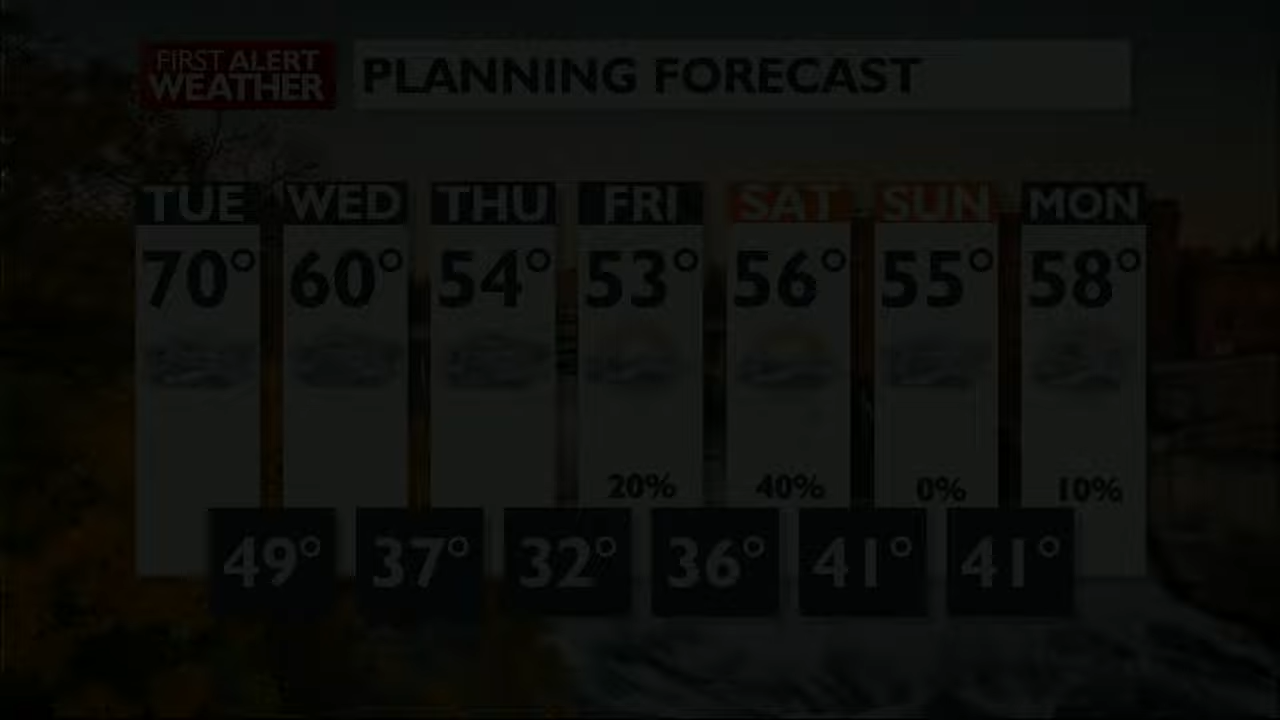 FIRST ALERT
WEATHER
PLANNING FORECAST
TUE WED THU FRI SAT SUN MON
70° 60° 54° 53° 56° 55° 58°
20% 40% 0% 10%
49° 37° 32° 36° 41° 41°